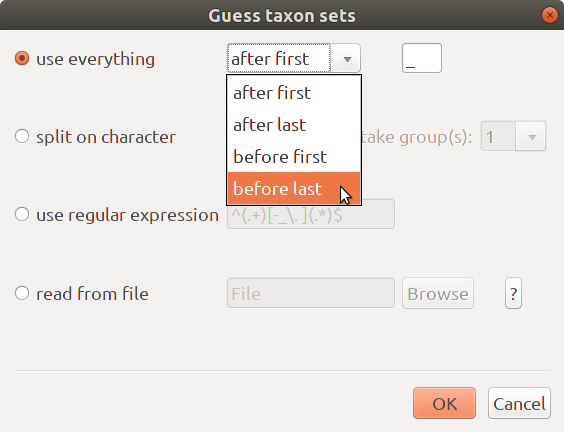 Guess taxon sets
use everything after first _
after first
after last
split on character take group(s): 1
before first
before last
use regular expression ^(.+)[-_\. ](.*)$
read from file File Browse ?
OK Cancel